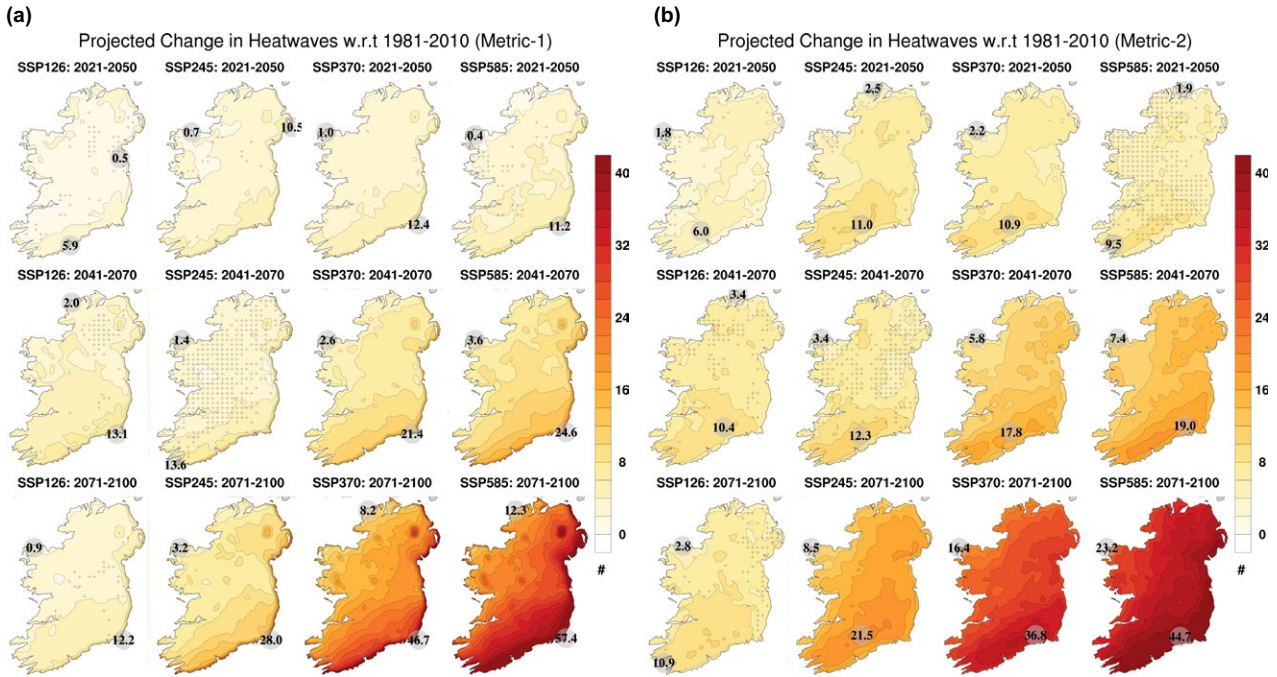 (a)
Projected Change in Heatwaves w.r.t 1981-2010 (Metric-1)
SSP126: 2021-2050 SSP245: 2021-2050 SSP370: 2021-2050 SSP585: 2021-2050
0.7 10.5 1.0 0.4
0.5
5.9 12.4 11.2
SSP126: 2041-2070 SSP245: 2041-2070 SSP370: 2041-2070 SSP585: 2041-2070
2.0
1.4 2.6 3.6
13.1 21.4 24.6
13.6
SSP126: 2071-2100 SSP245: 2071-2100 SSP370: 2071-2100 SSP585: 2071-2100
8.2 12.3
0.9 3.2
12.2 28.0 46.7 57.4
40
32
24
16
8
0
#
(b)
Projected Change in Heatwaves w.r.t 1981-2010 (Metric-2)
SSP126: 2021-2050 SSP245: 2021-2050 SSP370: 2021-2050 SSP585: 2021-2050
2.5 1.9
1.8 2.2
6.0 11.0 10.9
9.5
SSP126: 2041-2070 SSP245: 2041-2070 SSP370: 2041-2070 SSP585: 2041-2070
3.4
3.4 5.8 7.4
10.4 12.3 17.8 19.0
SSP126: 2071-2100 SSP245: 2071-2100 SSP370: 2071-2100 SSP585: 2071-2100
2.8 8.5 16.4 23.2
21.5 36.8 44.7
10.9
40
32
24
16
8
0
#